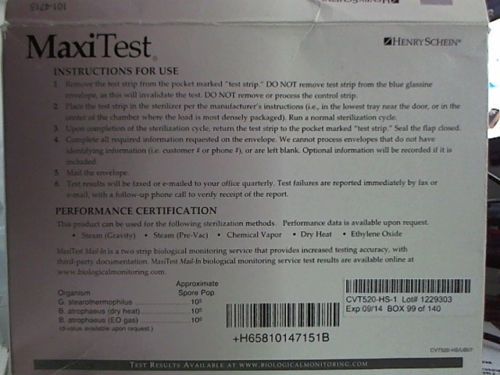 101-4715
MaxiTest®
HENRY SCHEIN®
INSTRUCTIONS FOR USE
1. Remove the test strip from the pocket marked "test strip." DO NOT remove test strip from the blue glassine
envelope, as this will invalidate the test. DO NOT remove or process the control strip.
2. Place the test strip in the sterilizer per the manufacturer's instructions (i.e., in the lowest tray near the door, or in the
center of the chamber where the load is most densely packaged). Run a normal sterilization cycle.
3. Upon completion of the sterilization cycle, return the test strip to the pocket marked "test strip." Seal the flap closed.
4. Complete all required information requested on the envelope. We cannot process envelopes that do not have
identifying information (i.e. customer # or phone #), or are left blank. Optional information will be recorded if it is
included.
5. Mail the envelope.
6. Test results will be faxed or e-mailed to your office quarterly. Test failures are reported immediately by fax or
e-mail, with a follow-up phone call to verify receipt of the report.
PERFORMANCE CERTIFICATION
This product can be used for the following sterilization methods. Performance data is available upon request.
• Steam (Gravity) • Steam (Pre-Vac) • Chemical Vapor • Dry Heat • Ethylene Oxide
MaxiTest Mail-In is a two strip biological monitoring service that provides increased testing accuracy, with
third-party documentation. MaxiTest Mail-In biological monitoring service test results are available online at
www.biologicalmonitoring.com.
Approximate
Organism Spore Pop.
G. stearothermophilus
B. atrophaeus (dry heat)
B. atrophaeus (EO gas)
(d-value available upon request.)
+H65810147151B
CVT520-HS-1 Lot# 1229303
Exp 09/14 BOX 99 of 140
TEST RESULTS AVAILABLE AT WWW.BIOLOGICALMONITORING.COM